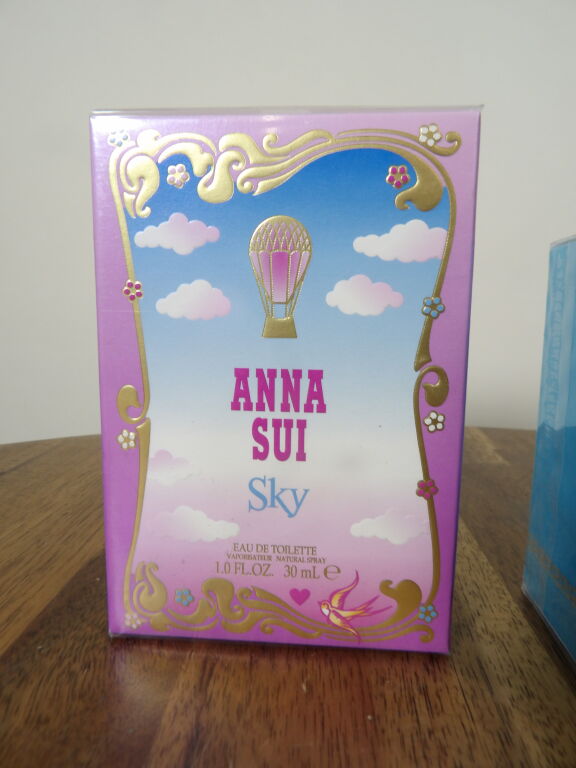 ANNA
SUI
Sky
EAU DE TOILETTE
VAPORISATEUR NATURAL SPRAY
1.0 FL.OZ. 30 mL ℮